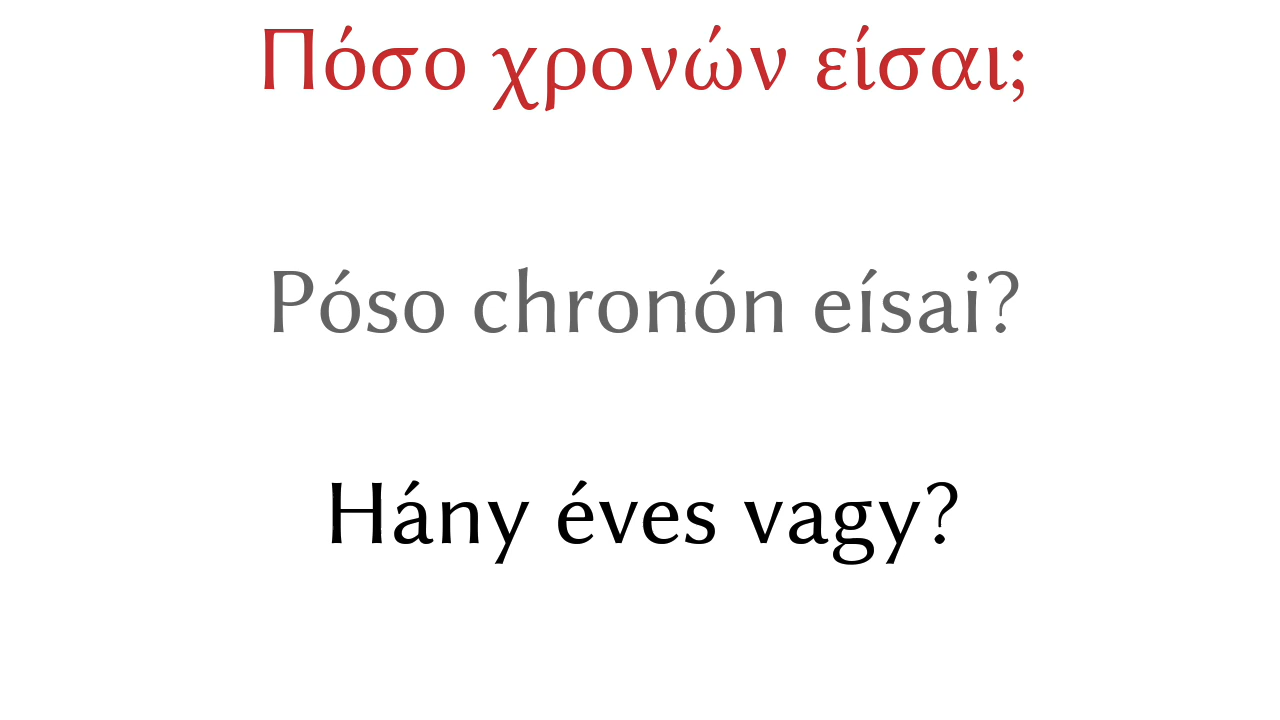 Πόσο χρονών είσαι;
Póso chronón eísai?
Hány éves vagy?